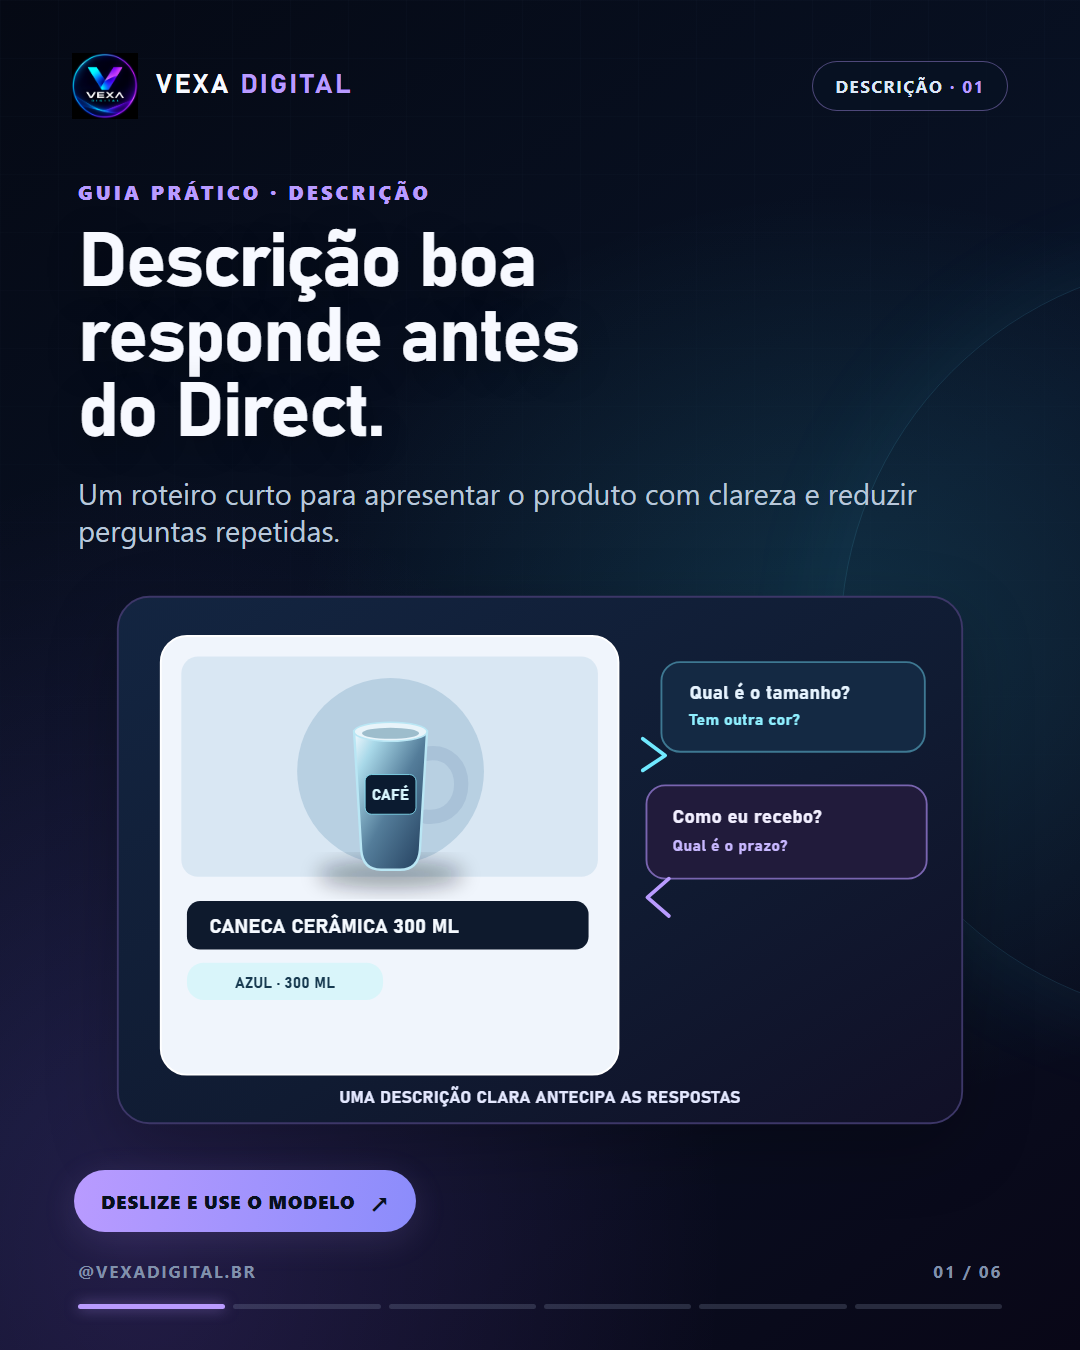 VEXA
DIGITAL
VEXA DIGITAL
DESCRIÇÃO · 01
GUIA PRÁTICO · DESCRIÇÃO
Descrição boa
responde antes
do Direct.
Um roteiro curto para apresentar o produto com clareza e reduzir
perguntas repetidas.
CAFÉ
CANECA CERÂMICA 300 ML
AZUL · 300 ML
Qual é o tamanho?
Tem outra cor?
Como eu recebo?
Qual é o prazo?
UMA DESCRIÇÃO CLARA ANTECIPA AS RESPOSTAS
DESLIZE E USE O MODELO ↗
@VEXADIGITAL.BR
01 / 06